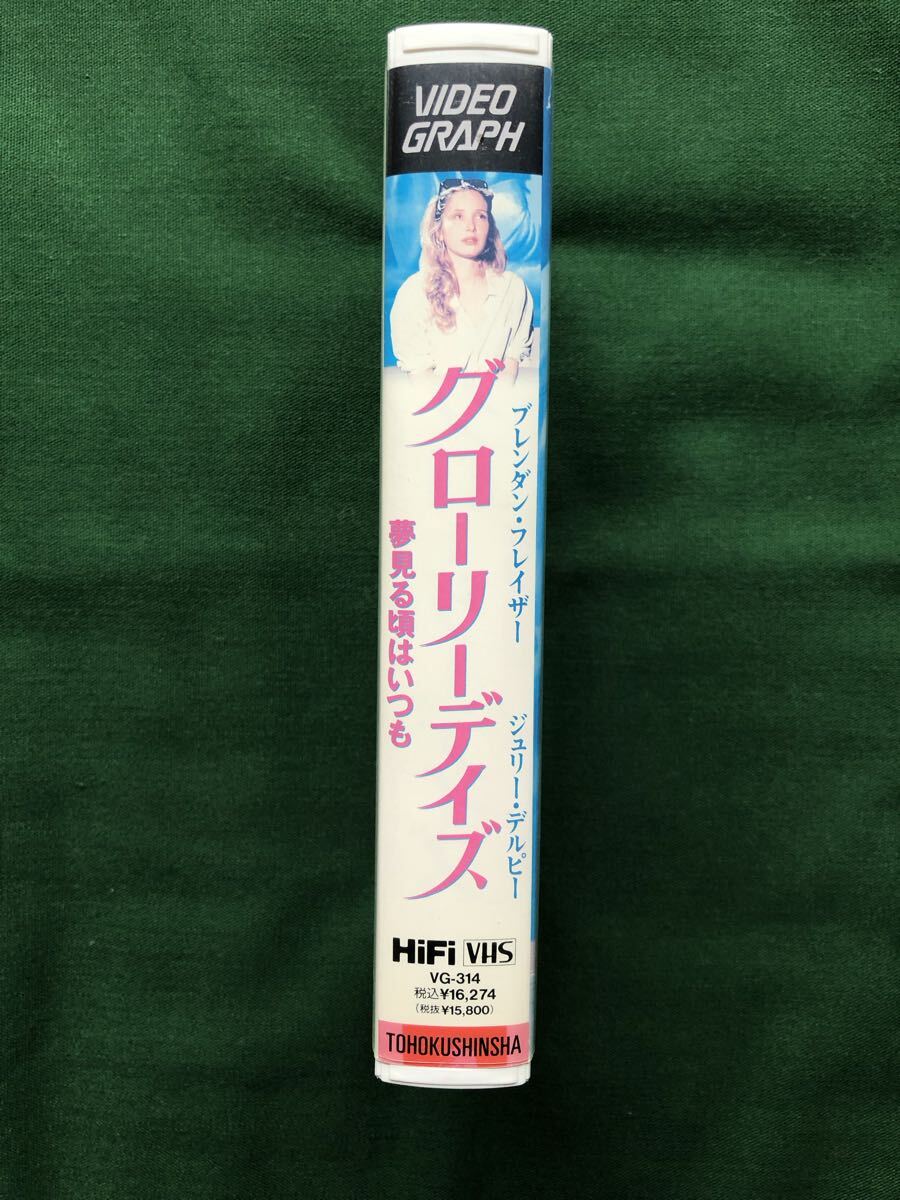 VIDEO
GRAPH
ブレンダン・フレイザー
ジュリー・デルピー
グローリーデイズ
夢見る頃はいつも
HiFi VHS
VG-314
税込¥16,274
(税抜¥15,800)
TOHOKUSHINSHA